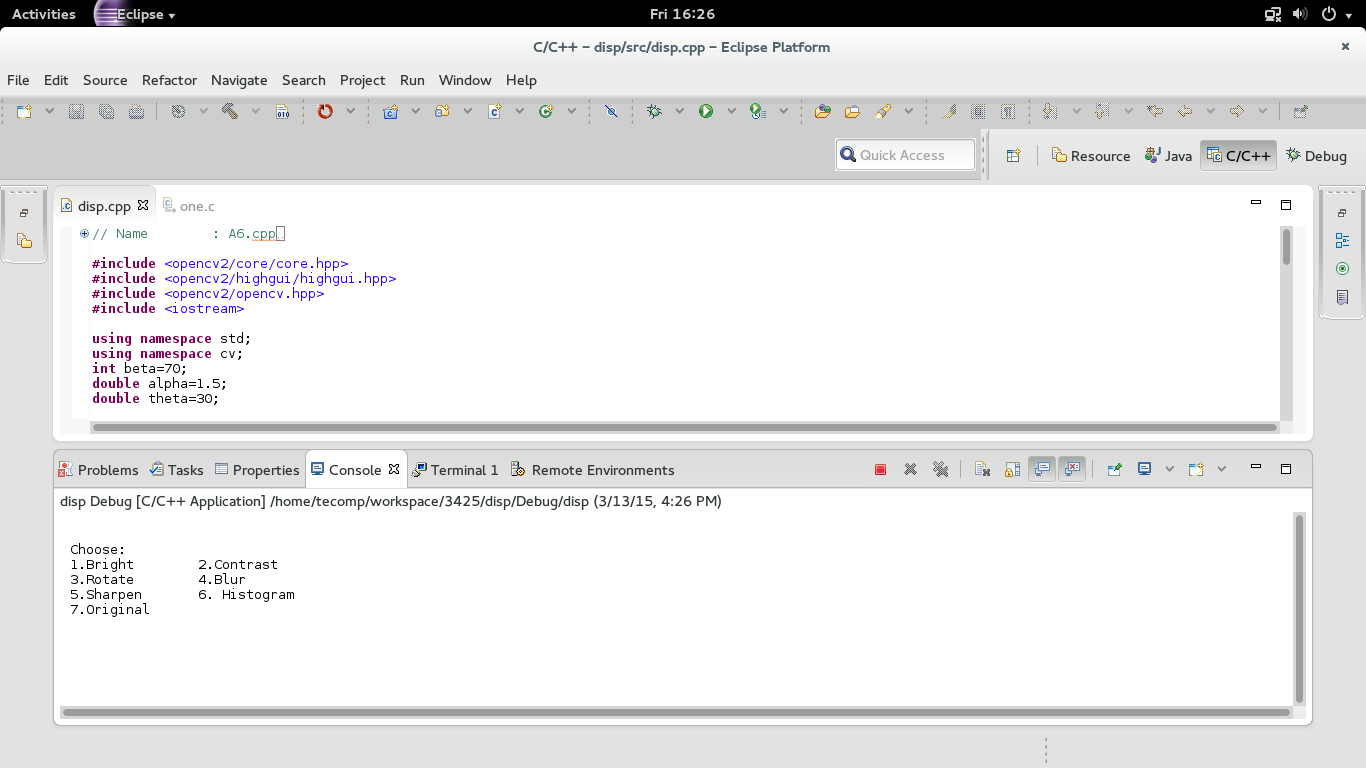 Activities Eclipse Fri 16:26
C/C++ – disp/src/disp.cpp – Eclipse Platform
File Edit Source Refactor Navigate Search Project Run Window Help
Quick Access Resource Java C/C++ Debug
disp.cpp one.c
// Name        : A6.cpp
#include <opencv2/core/core.hpp>
#include <opencv2/highgui/highgui.hpp>
#include <opencv2/opencv.hpp>
#include <iostream>
using namespace std;
using namespace cv;
int beta=70;
double alpha=1.5;
double theta=30;
Problems Tasks Properties Console Terminal 1 Remote Environments
disp Debug [C/C++ Application] /home/tecomp/workspace/3425/disp/Debug/disp (3/13/15, 4:26 PM)
Choose:
1.Bright        2.Contrast
3.Rotate        4.Blur
5.Sharpen       6. Histogram
7.Original